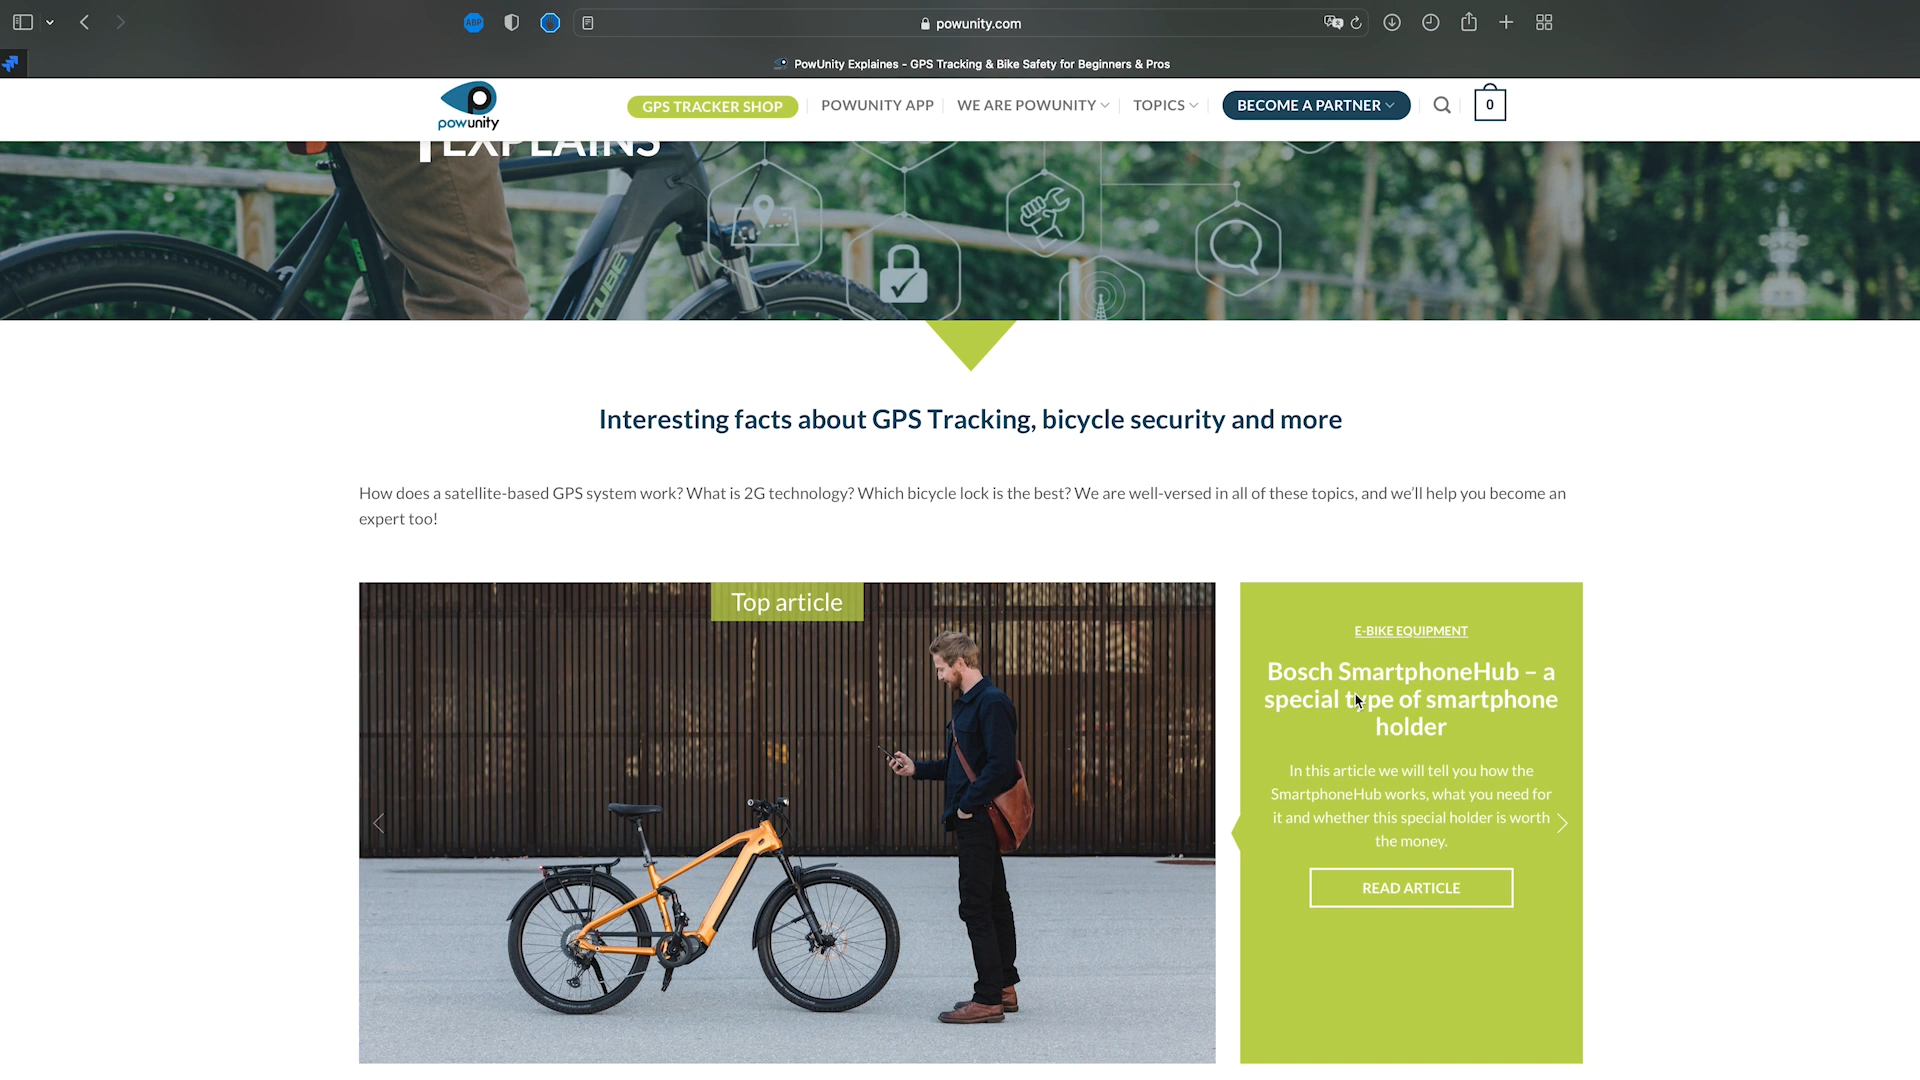 ABP
powunity.com
PowUnity Explaines - GPS Tracking & Bike Safety for Beginners & Pros
powunity
GPS TRACKER SHOP
POWUNITY APP
WE ARE POWUNITY
TOPICS
BECOME A PARTNER
0
EXPLAINS
CUBE
Interesting facts about GPS Tracking, bicycle security and more
How does a satellite-based GPS system work? What is 2G technology? Which bicycle lock is the best? We are well-versed in all of these topics, and we'll help you become an
expert too!
Top article
E-BIKE EQUIPMENT
Bosch SmartphoneHub – a
special type of smartphone
holder
In this article we will tell you how the
SmartphoneHub works, what you need for
it and whether this special holder is worth
the money.
READ ARTICLE